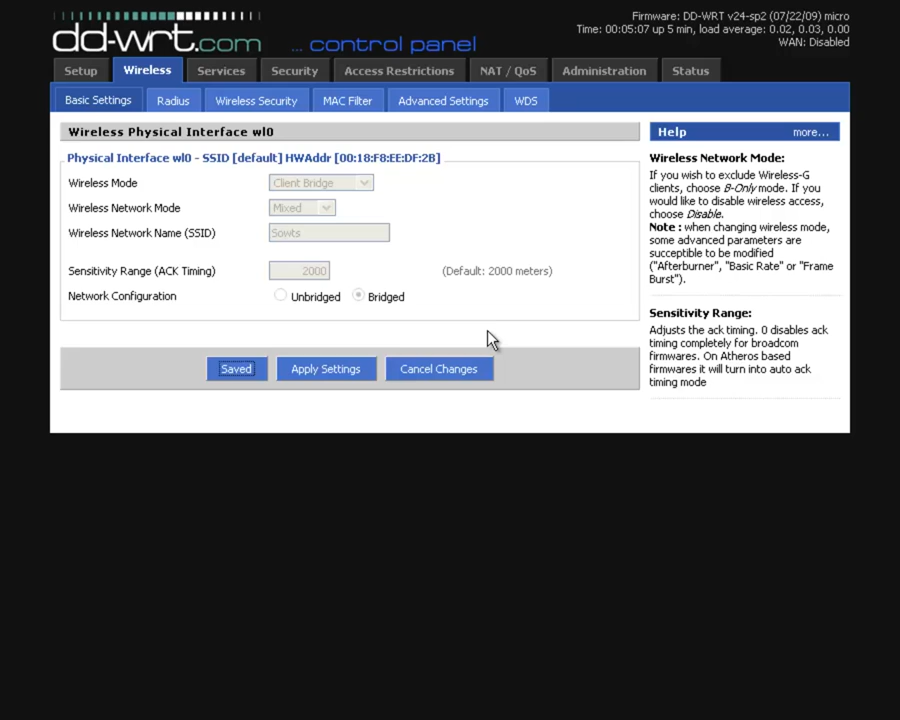 Firmware: DD-WRT v24-sp2 (07/22/09) micro
Time: 00:05:07 up 5 min, load average: 0.02, 0.03, 0.00
WAN: Disabled
dd-wrt.com ... control panel
Setup Wireless Services Security Access Restrictions NAT / QoS Administration Status
Basic Settings Radius Wireless Security MAC Filter Advanced Settings WDS
Wireless Physical Interface wl0
Physical Interface wl0 - SSID [default] HWAddr [00:18:F8:EE:DF:2B]
Wireless Mode Client Bridge
Wireless Network Mode Mixed
Wireless Network Name (SSID) Sowts
Sensitivity Range (ACK Timing) 2000 (Default: 2000 meters)
Network Configuration Unbridged Bridged
Saved Apply Settings Cancel Changes
Help more...
Wireless Network Mode:
If you wish to exclude Wireless-G
clients, choose B-Only mode. If you
would like to disable wireless access,
choose Disable.
Note : when changing wireless mode,
some advanced parameters are
succeptible to be modified
("Afterburner", "Basic Rate" or "Frame
Burst").
Sensitivity Range:
Adjusts the ack timing. 0 disables ack
timing completely for broadcom
firmwares. On Atheros based
firmwares it will turn into auto ack
timing mode